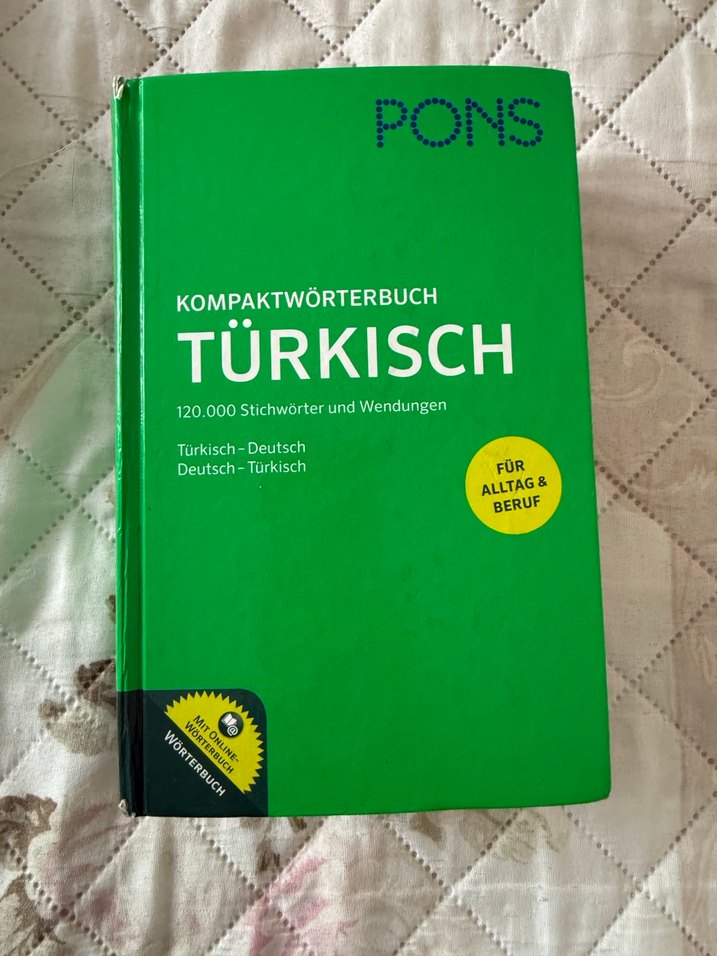 PONS
KOMPAKTWÖRTERBUCH
TÜRKISCH
120.000 Stichwörter und Wendungen
Türkisch – Deutsch
Deutsch – Türkisch
FÜR
ALLTAG &
BERUF
MIT ONLINE-
WÖRTERBUCH
WÖRTERBUCH